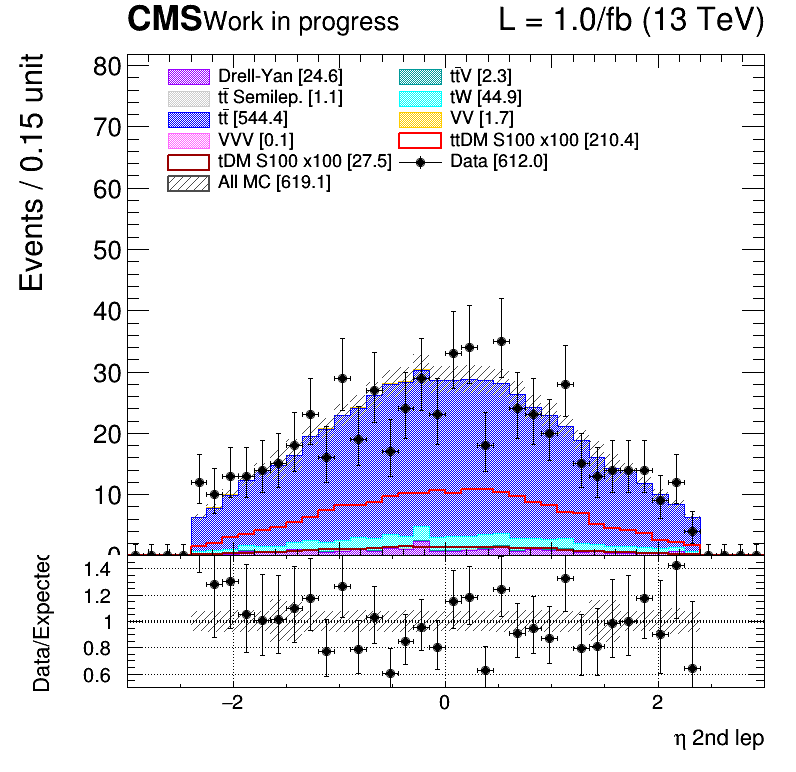 CMS Work in progress L = 1.0/fb (13 TeV)
Events / 0.15 unit
80
70
60
50
40
30
20
10
0
Drell-Yan [24.6] tt̄V [2.3]
tt̄ Semilep. [1.1] tW [44.9]
tt̄ [544.4] VV [1.7]
VVV [0.1] ttDM S100 x100 [210.4]
tDM S100 x100 [27.5] Data [612.0]
All MC [619.1]
Data/Expected
1.4
1.2
1
0.8
0.6
−2 0 2
η 2nd lep